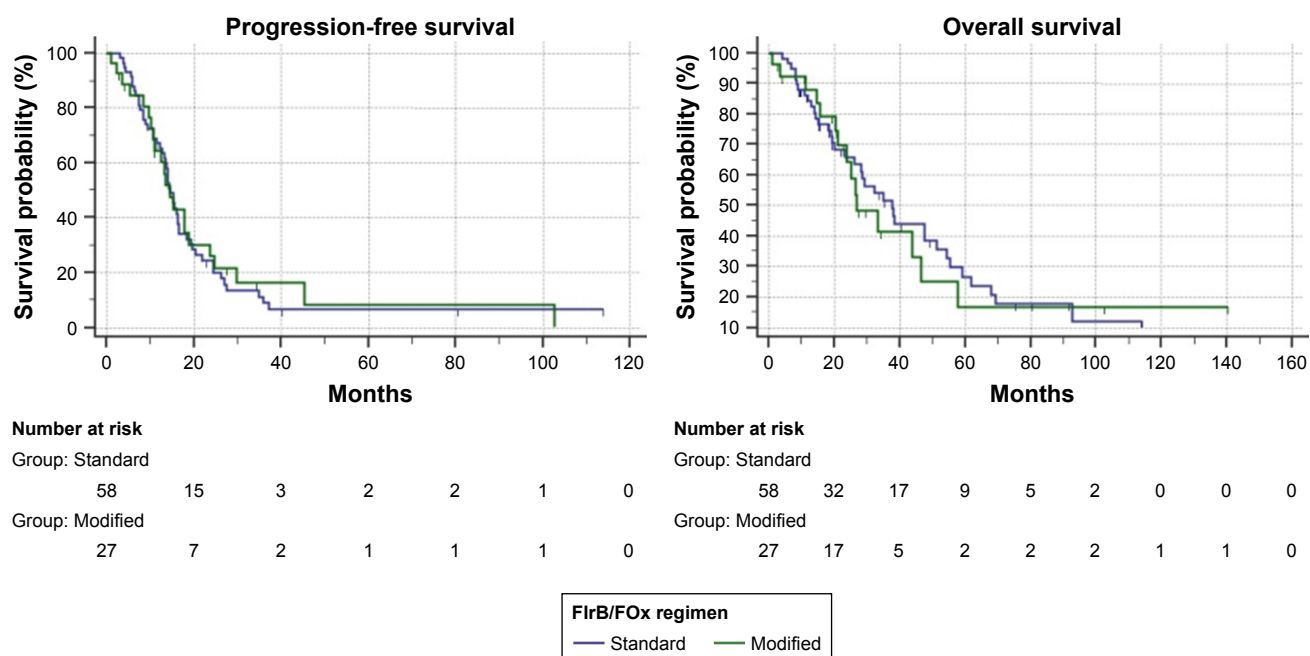 Progression-free survival
Survival probability (%)
100
80
60
40
20
0
0 20 40 60 80 100 120
Months
Number at risk
Group: Standard
58 15 3 2 2 1 0
Group: Modified
27 7 2 1 1 1 0
Overall survival
Survival probability (%)
100
90
80
70
60
50
40
30
20
10
0 20 40 60 80 100 120 140 160
Months
Number at risk
Group: Standard
58 32 17 9 5 2 0 0 0
Group: Modified
27 17 5 2 2 2 1 1 0
FIrB/FOx regimen
Standard Modified